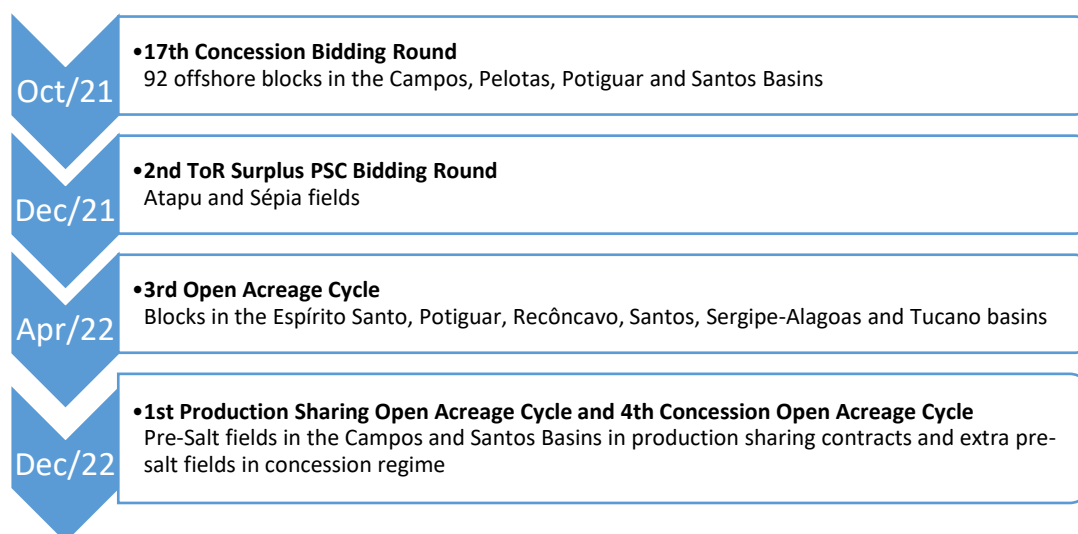 Oct/21
•17th Concession Bidding Round
92 offshore blocks in the Campos, Pelotas, Potiguar and Santos Basins
Dec/21
•2nd ToR Surplus PSC Bidding Round
Atapu and Sépia fields
Apr/22
•3rd Open Acreage Cycle
Blocks in the Espírito Santo, Potiguar, Recôncavo, Santos, Sergipe-Alagoas and Tucano basins
Dec/22
•1st Production Sharing Open Acreage Cycle and 4th Concession Open Acreage Cycle
Pre-Salt fields in the Campos and Santos Basins in production sharing contracts and extra pre-
salt fields in concession regime